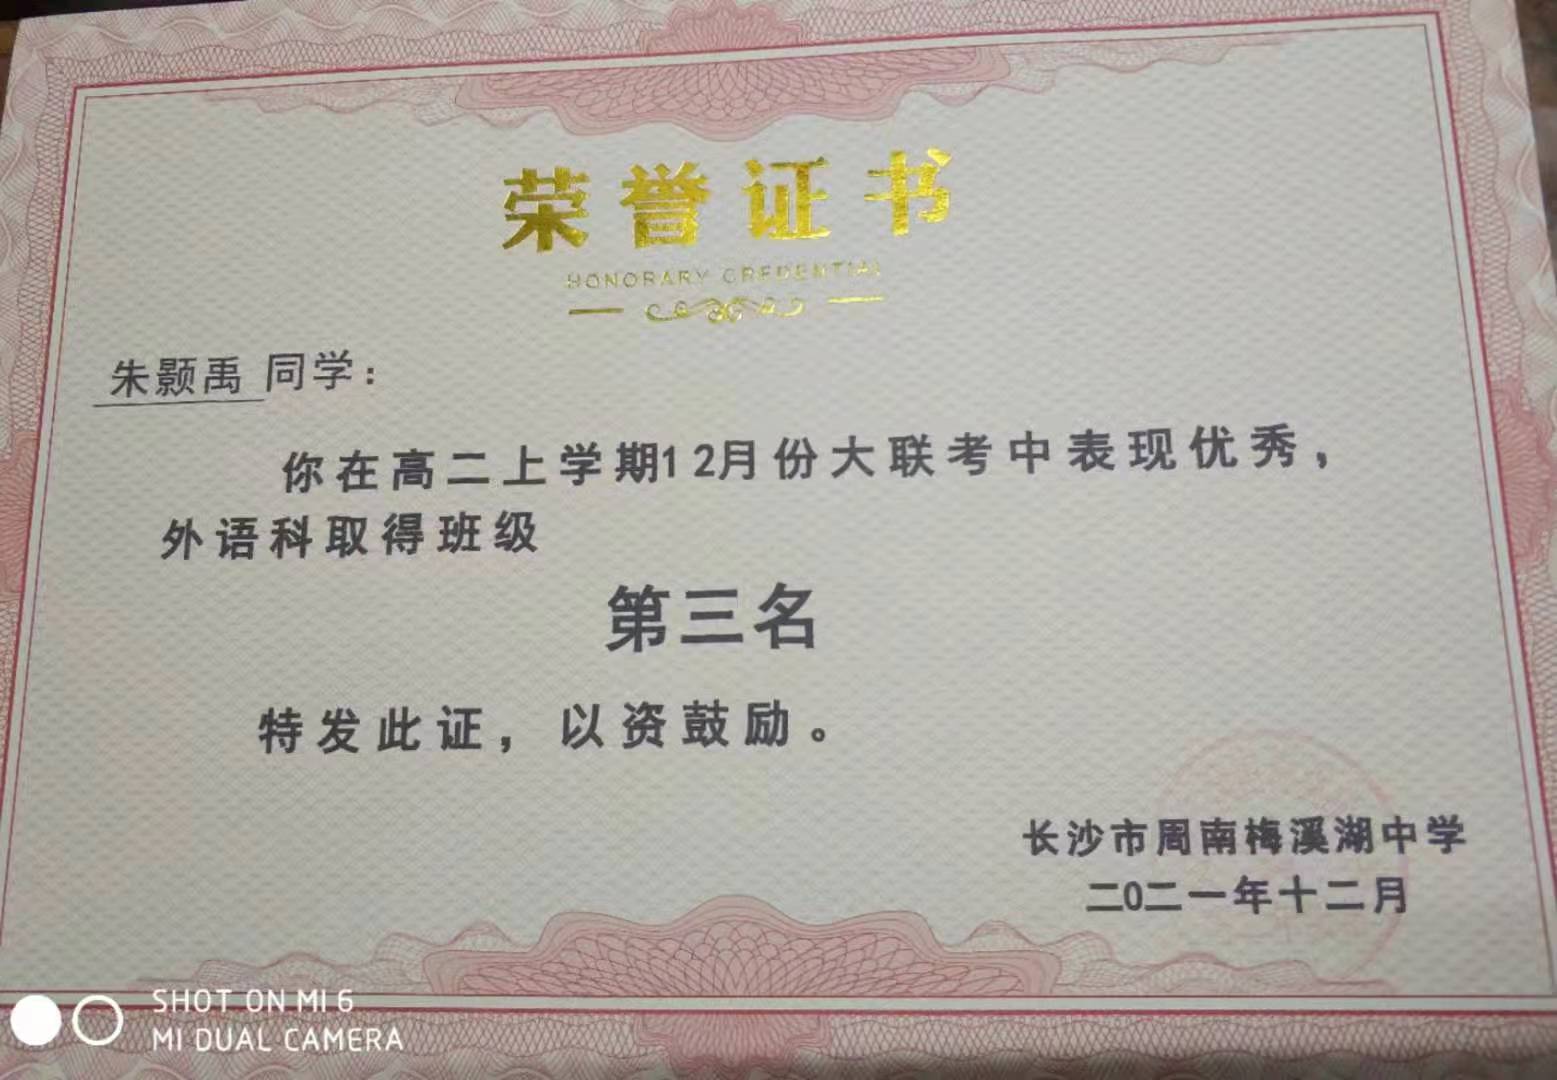 荣誉证书
HONORARY CREDENTIAL
朱颢禹 同学：
你在高二上学期12月份大联考中表现优秀，
外语科取得班级
第三名
特发此证，以资鼓励。
长沙市周南梅溪湖中学
二0二一年十二月
SHOT ON MI 6
MI DUAL CAMERA